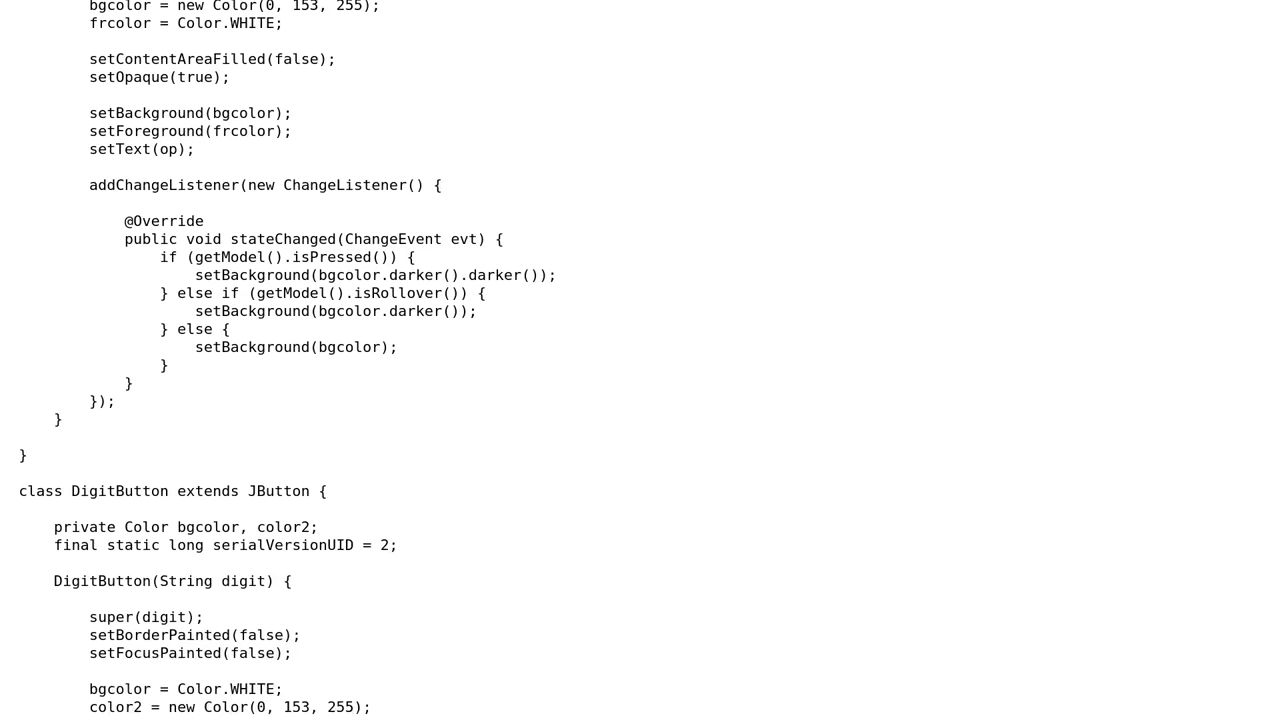 bgcolor = new Color(0, 153, 255);
frcolor = Color.WHITE;
setContentAreaFilled(false);
setOpaque(true);
setBackground(bgcolor);
setForeground(frcolor);
setText(op);
addChangeListener(new ChangeListener() {
@Override
public void stateChanged(ChangeEvent evt) {
if (getModel().isPressed()) {
setBackground(bgcolor.darker().darker());
} else if (getModel().isRollover()) {
setBackground(bgcolor.darker());
} else {
setBackground(bgcolor);
}
}
});
}
}
class DigitButton extends JButton {
private Color bgcolor, color2;
final static long serialVersionUID = 2;
DigitButton(String digit) {
super(digit);
setBorderPainted(false);
setFocusPainted(false);
bgcolor = Color.WHITE;
color2 = new Color(0, 153, 255);